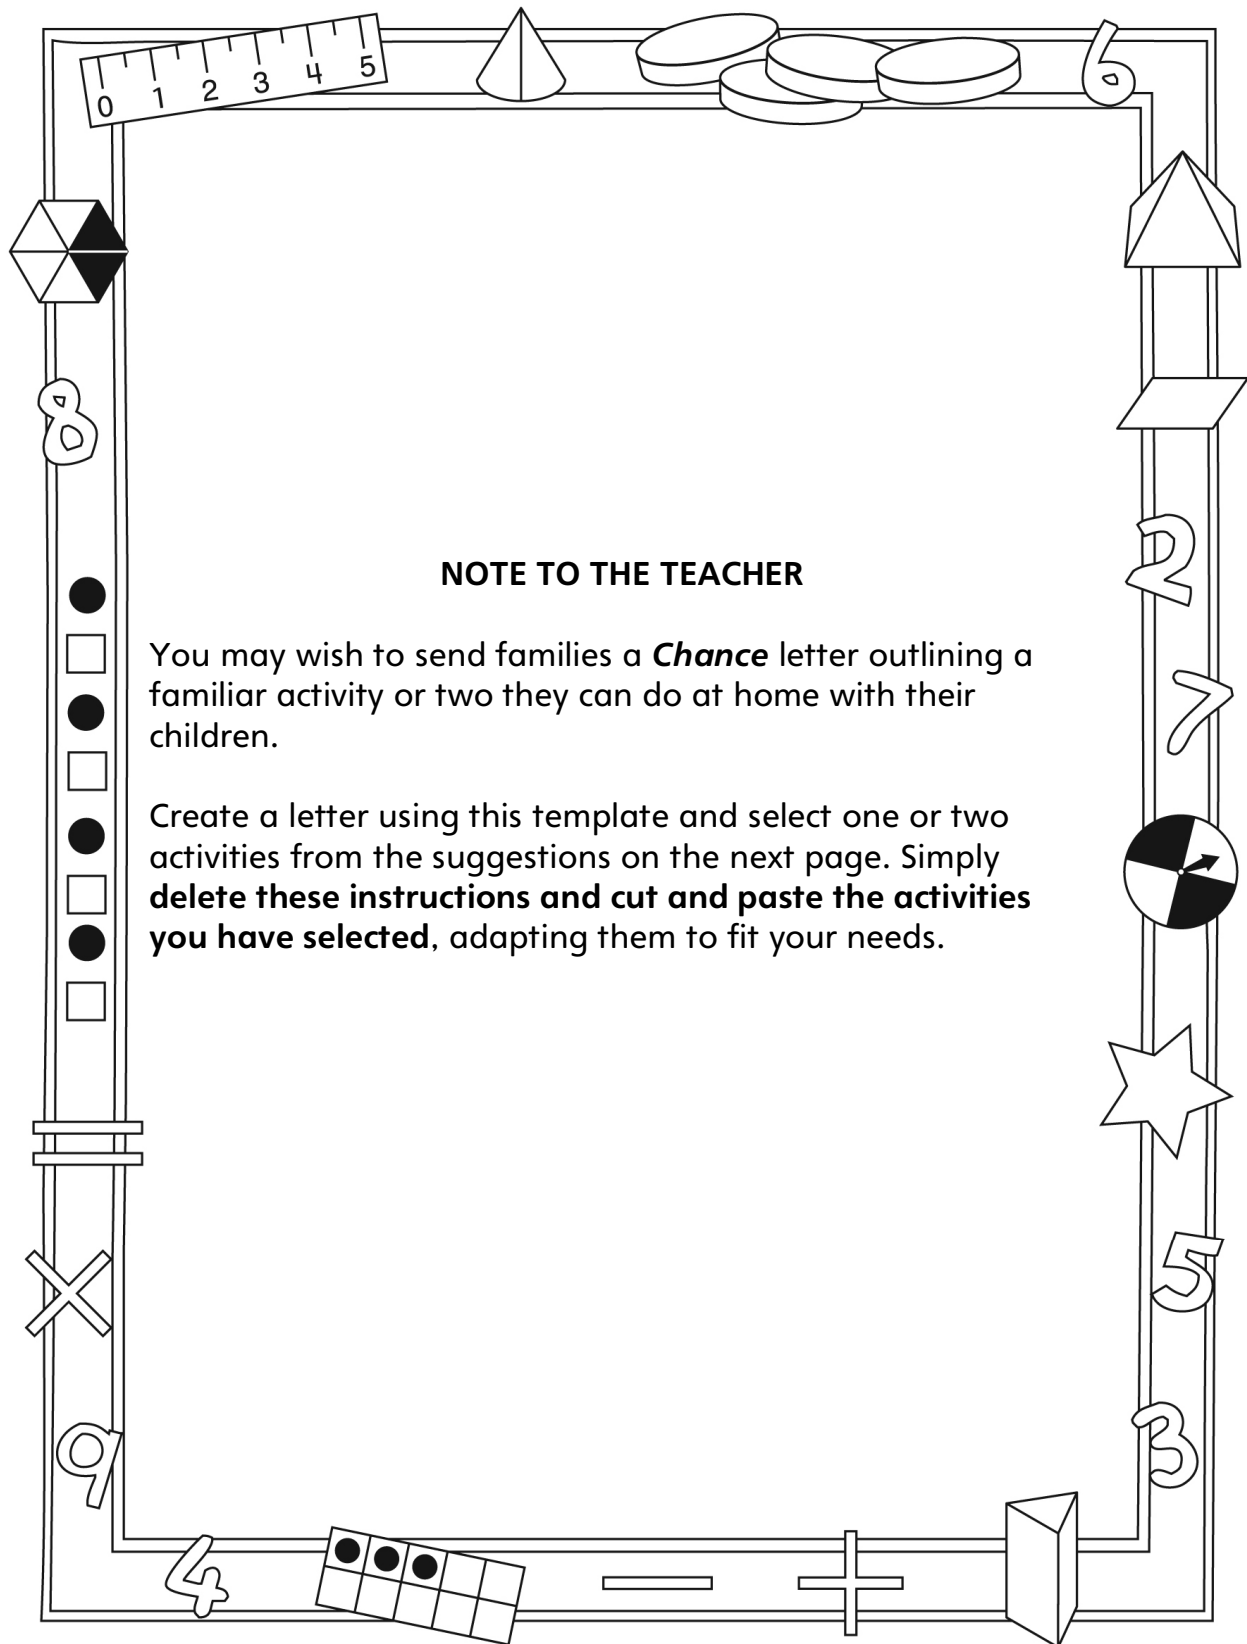 0 1 2 3 4 5
6
8
2
NOTE TO THE TEACHER
You may wish to send families a Chance letter outlining a
familiar activity or two they can do at home with their
children.
7
Create a letter using this template and select one or two
activities from the suggestions on the next page. Simply
delete these instructions and cut and paste the activities
you have selected, adapting them to fit your needs.
=
×
5
9
3
4
−
+